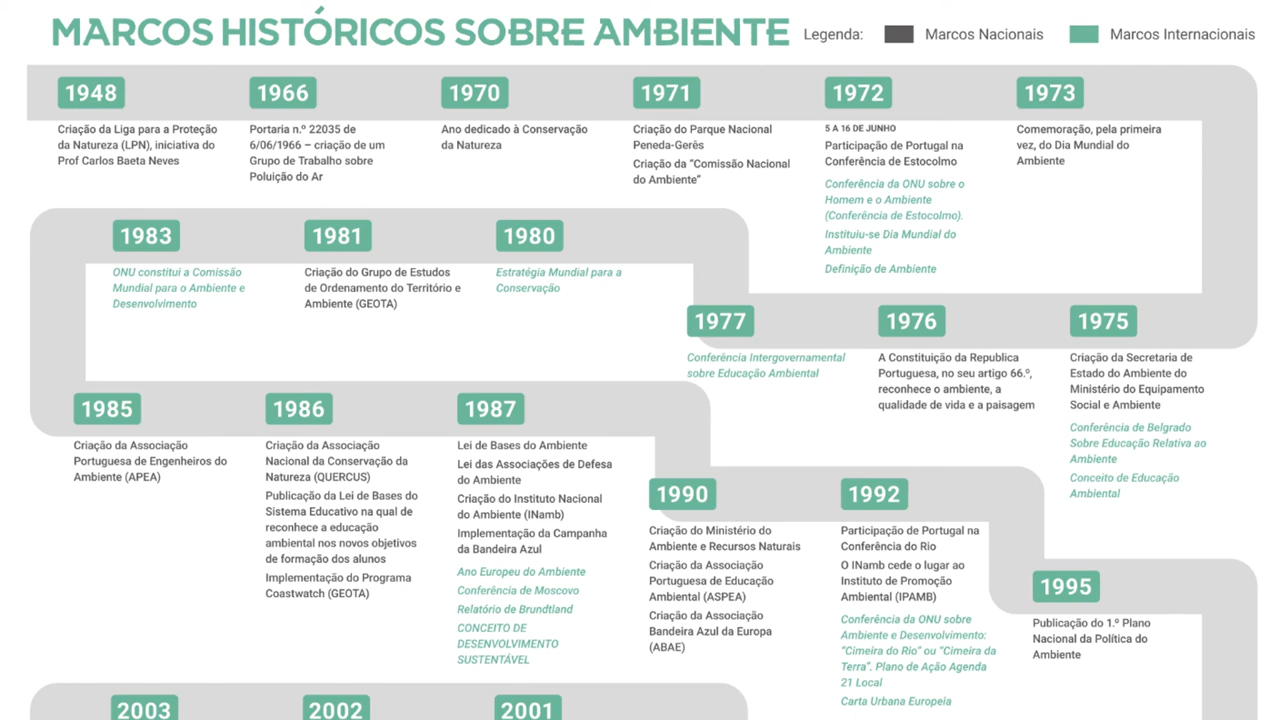 MARCOS HISTÓRICOS SOBRE AMBIENTE
Legenda:
Marcos Nacionais
Marcos Internacionais
1948
Criação da Liga para a Proteção
da Natureza (LPN), iniciativa do
Prof Carlos Baeta Neves
1966
Portaria n.º 22035 de
6/06/1966 – criação de um
Grupo de Trabalho sobre
Poluição do Ar
1970
Ano dedicado à Conservação
da Natureza
1971
Criação do Parque Nacional
Peneda-Gerês
Criação da “Comissão Nacional
do Ambiente”
1972
5 A 16 DE JUNHO
Participação de Portugal na
Conferência de Estocolmo
Conferência da ONU sobre o
Homem e o Ambiente
(Conferência de Estocolmo).
Instituiu-se Dia Mundial do
Ambiente
Definição de Ambiente
1973
Comemoração, pela primeira
vez, do Dia Mundial do
Ambiente
1983
ONU constitui a Comissão
Mundial para o Ambiente e
Desenvolvimento
1981
Criação do Grupo de Estudos
de Ordenamento do Território e
Ambiente (GEOTA)
1980
Estratégia Mundial para a
Conservação
1977
Conferência Intergovernamental
sobre Educação Ambiental
1976
A Constituição da Republica
Portuguesa, no seu artigo 66.º,
reconhece o ambiente, a
qualidade de vida e a paisagem
1975
Criação da Secretaria de
Estado do Ambiente do
Ministério do Equipamento
Social e Ambiente
Conferência de Belgrado
Sobre Educação Relativa ao
Ambiente
Conceito de Educação
Ambiental
1985
Criação da Associação
Portuguesa de Engenheiros do
Ambiente (APEA)
1986
Criação da Associação
Nacional da Conservação da
Natureza (QUERCUS)
Publicação da Lei de Bases do
Sistema Educativo na qual de
reconhece a educação
ambiental nos novos objetivos
de formação dos alunos
Implementação do Programa
Coastwatch (GEOTA)
1987
Lei de Bases do Ambiente
Lei das Associações de Defesa
do Ambiente
Criação do Instituto Nacional
do Ambiente (INamb)
Implementação da Campanha
da Bandeira Azul
Ano Europeu do Ambiente
Conferência de Moscovo
Relatório de Brundtland
CONCEITO DE
DESENVOLVIMENTO
SUSTENTÁVEL
1990
Criação do Ministério do
Ambiente e Recursos Naturais
Criação da Associação
Portuguesa de Educação
Ambiental (ASPEA)
Criação da Associação
Bandeira Azul da Europa
(ABAE)
1992
Participação de Portugal na
Conferência do Rio
O INamb cede o lugar ao
Instituto de Promoção
Ambiental (IPAMB)
Conferência da ONU sobre
Ambiente e Desenvolvimento:
“Cimeira do Rio” ou “Cimeira da
Terra”. Plano de Ação Agenda
21 Local
Carta Urbana Europeia
1995
Publicação do 1.º Plano
Nacional da Política do
Ambiente
2003
2002
2001